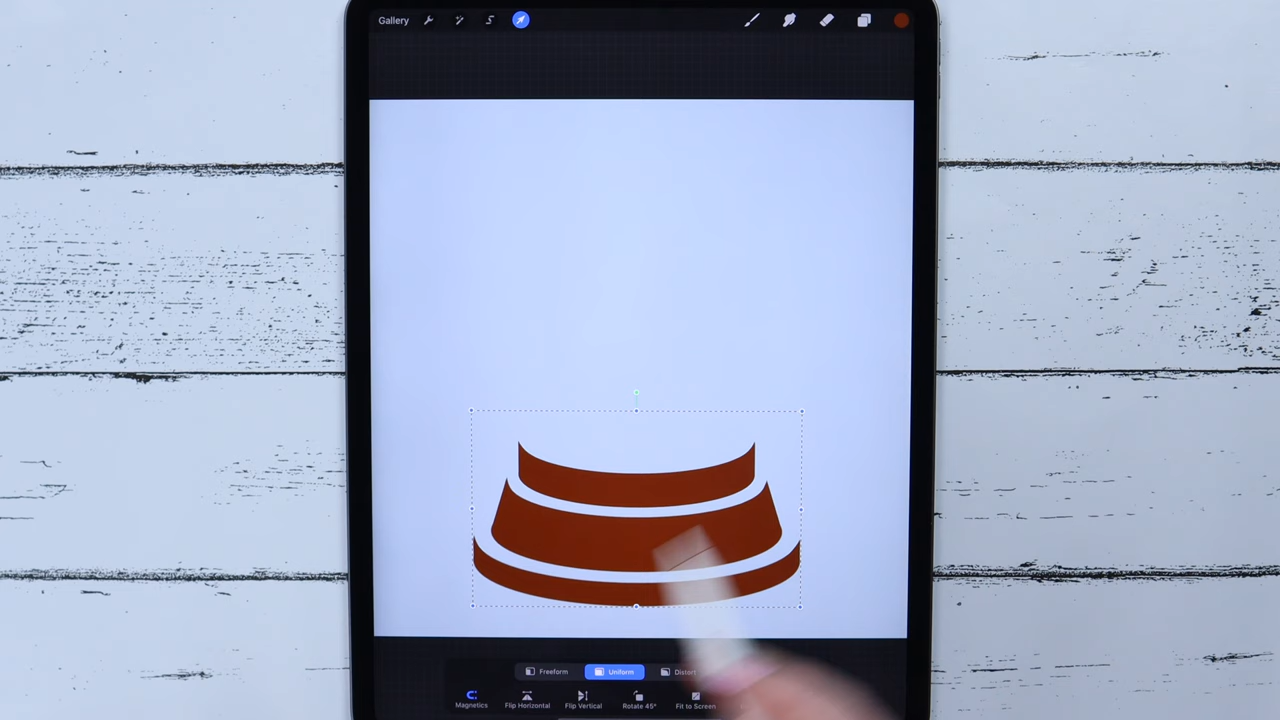 Gallery
Freeform Uniform Distort
Magnetics Flip Horizontal Flip Vertical Rotate 45° Fit to Screen